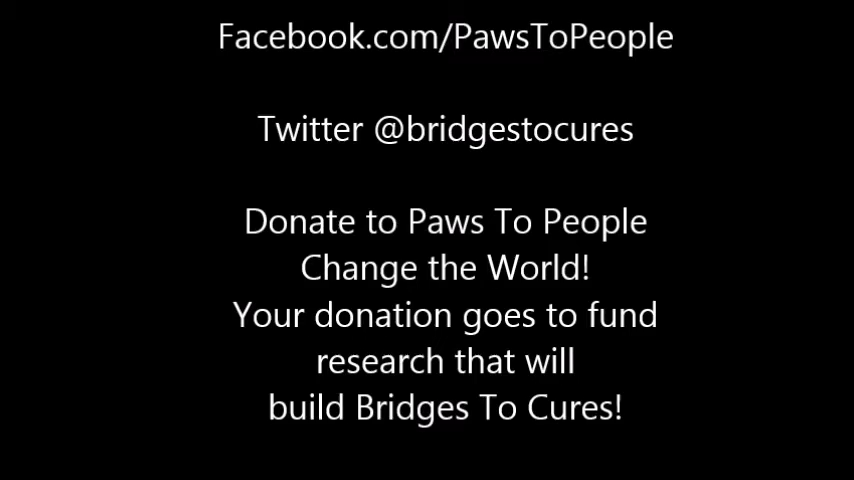 Facebook.com/PawsToPeople
Twitter @bridgestocures
Donate to Paws To People
Change the World!
Your donation goes to fund
research that will
build Bridges To Cures!